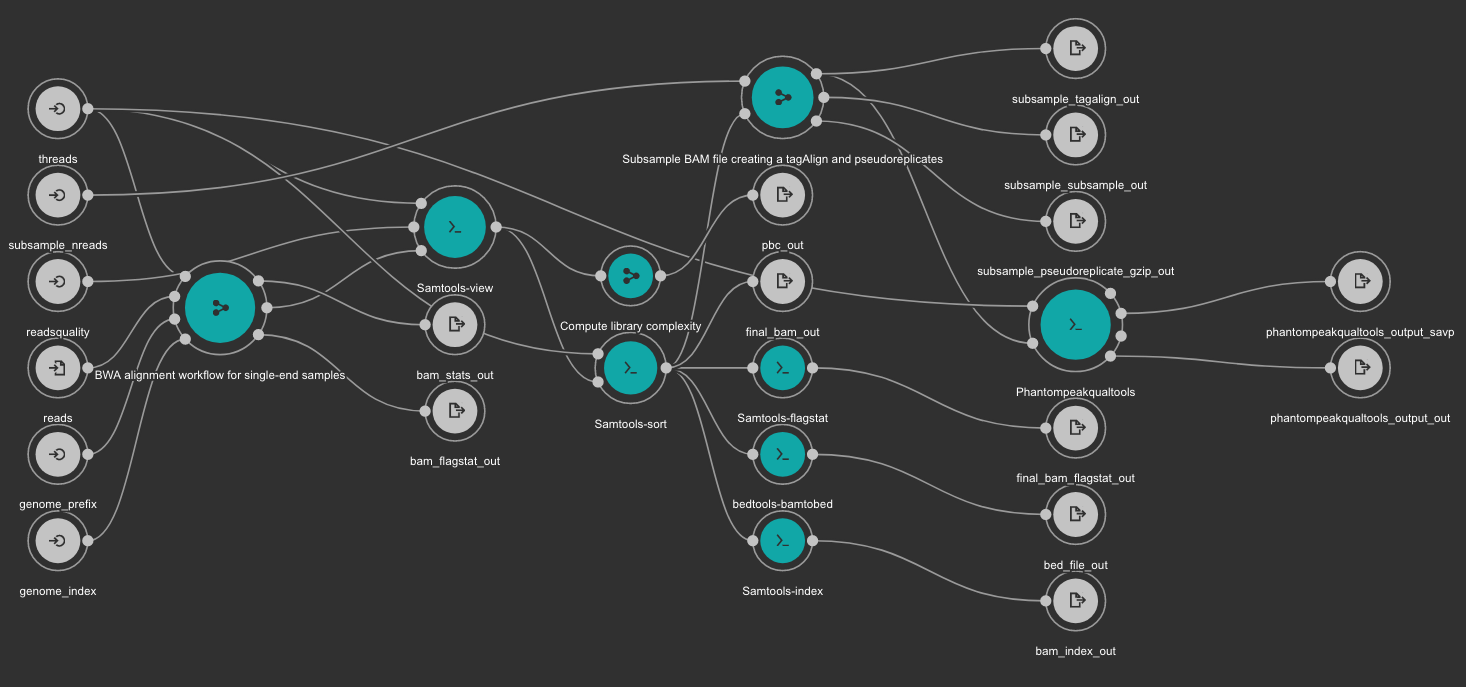 threads
subsample_nreads
readsquality
reads
genome_prefix
genome_index
BWA alignment workflow for single-end samples
Samtools-view
bam_stats_out
bam_flagstat_out
Compute library complexity
Samtools-sort
Subsample BAM file creating a tagAlign and pseudoreplicates
pbc_out
final_bam_out
Samtools-flagstat
bedtools-bamtobed
Samtools-index
subsample_tagalign_out
subsample_subsample_out
subsample_pseudoreplicate_gzip_out
Phantompeakqualtools
final_bam_flagstat_out
bed_file_out
bam_index_out
phantompeakqualtools_output_savp
phantompeakqualtools_output_out